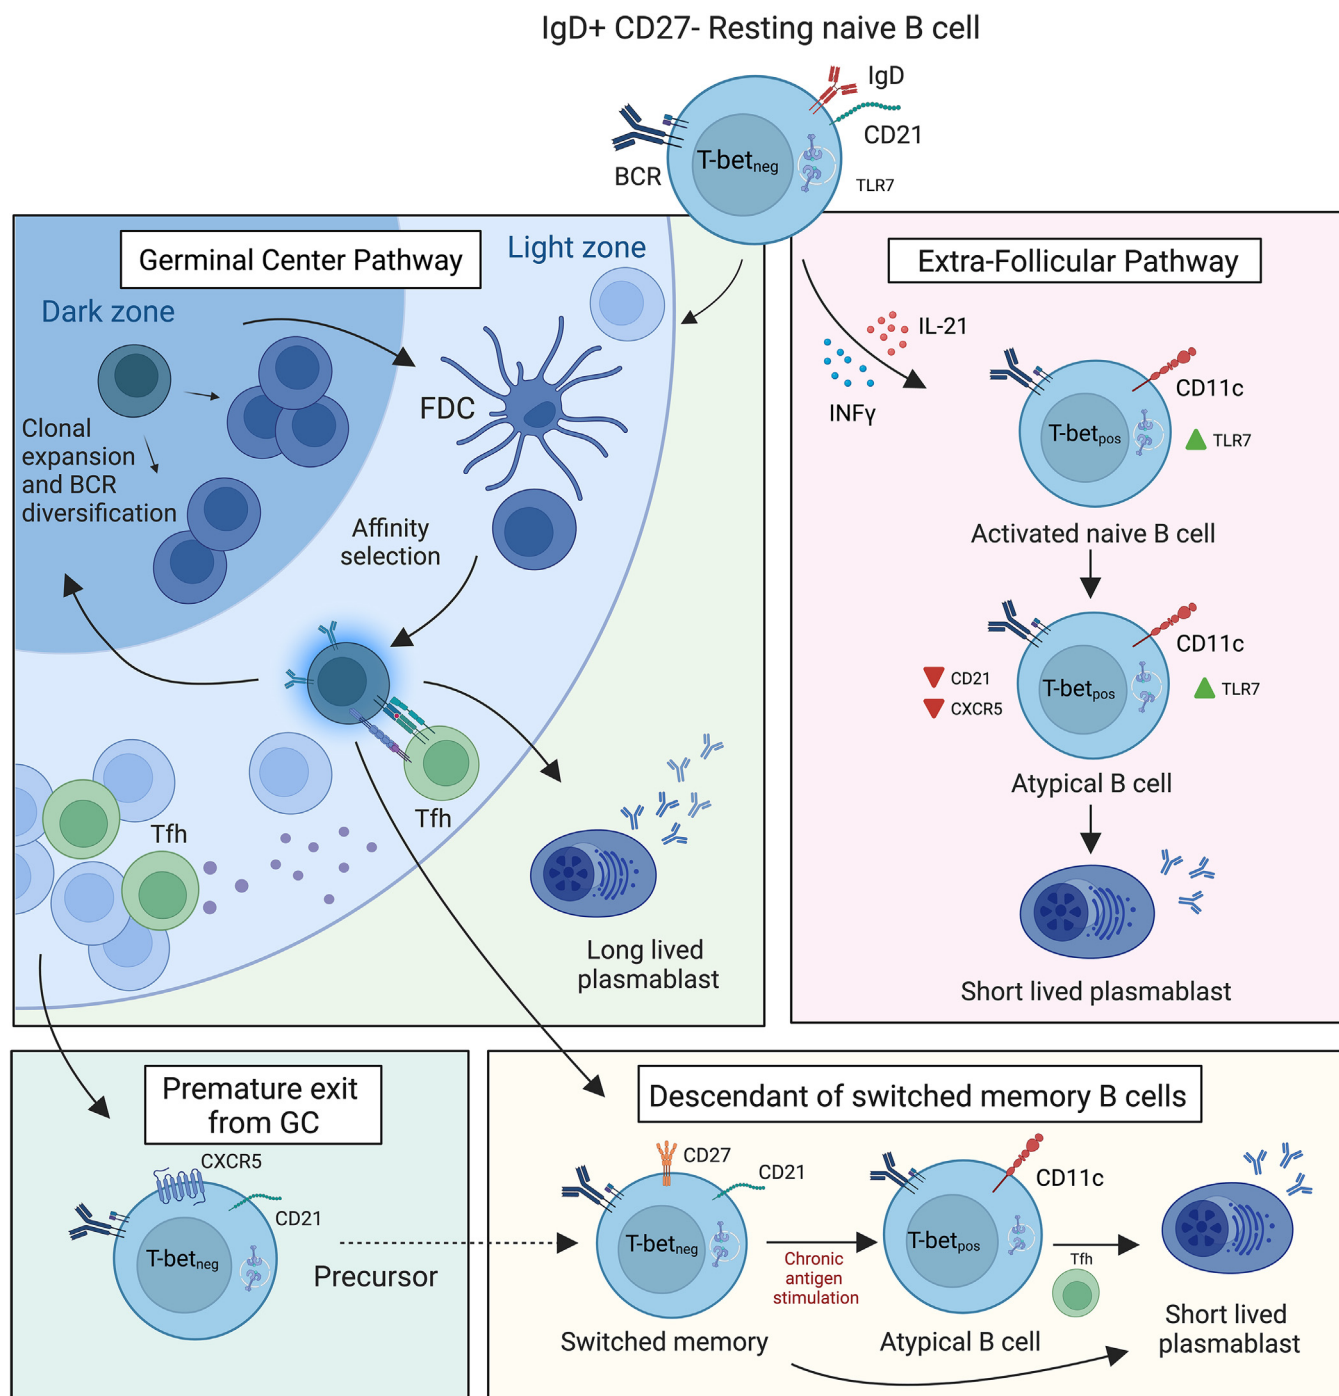 IgD+ CD27- Resting naive B cell
IgD
CD21
BCR
T-betneg
TLR7
Germinal Center Pathway
Light zone
Dark zone
FDC
Clonal
expansion
and BCR
diversification
Affinity
selection
Tfh
Tfh
Long lived
plasmablast
Extra-Follicular Pathway
IL-21
INFγ
CD11c
T-betpos
TLR7
Activated naive B cell
CD11c
CD21
CXCR5
T-betpos
TLR7
Atypical B cell
Short lived plasmablast
Premature exit
from GC
CXCR5
CD21
T-betneg
Precursor
Descendant of switched memory B cells
CD27
CD21
T-betneg
Switched memory
Chronic
antigen
stimulation
CD11c
T-betpos
Atypical B cell
Tfh
Short lived
plasmablast